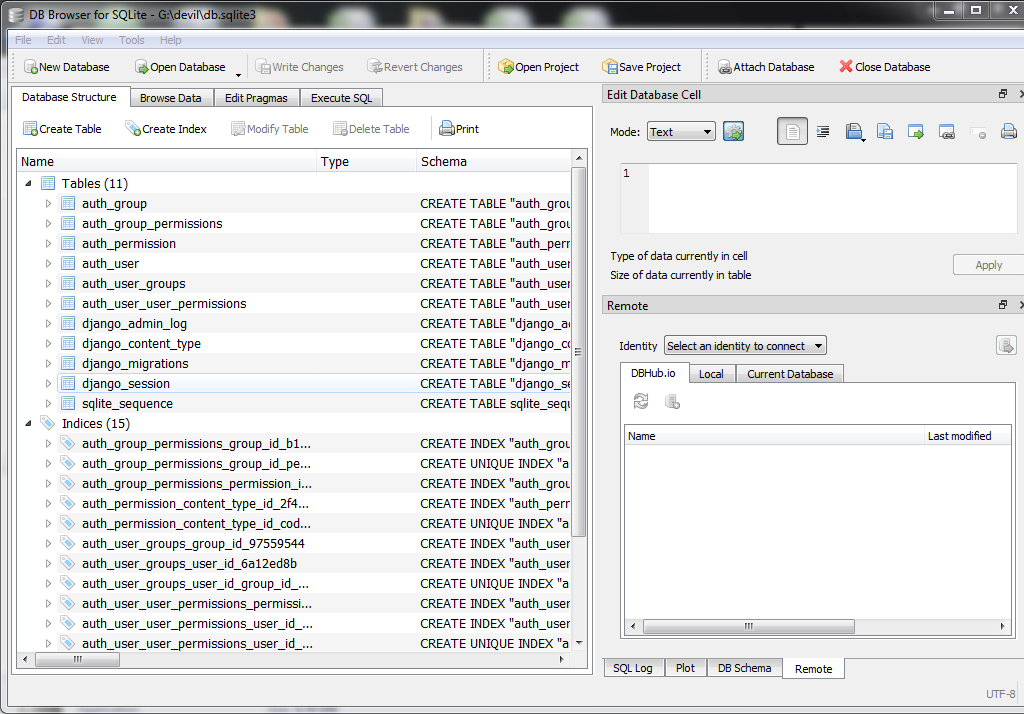 DB Browser for SQLite - G:\devil\db.sqlite3
File Edit View Tools Help
New Database Open Database Write Changes Revert Changes Open Project Save Project Attach Database Close Database
Database Structure Browse Data Edit Pragmas Execute SQL
Create Table Create Index Modify Table Delete Table Print
Name Type Schema
Tables (11)
auth_group CREATE TABLE "auth_grou
auth_group_permissions CREATE TABLE "auth_grou
auth_permission CREATE TABLE "auth_perr
auth_user CREATE TABLE "auth_user
auth_user_groups CREATE TABLE "auth_user
auth_user_user_permissions CREATE TABLE "auth_user
django_admin_log CREATE TABLE "django_ac
django_content_type CREATE TABLE "django_co
django_migrations CREATE TABLE "django_m
django_session CREATE TABLE "django_se
sqlite_sequence CREATE TABLE sqlite_sequ
Indices (15)
auth_group_permissions_group_id_b1... CREATE INDEX "auth_grou
auth_group_permissions_group_id_pe... CREATE UNIQUE INDEX "a
auth_group_permissions_permission_i... CREATE INDEX "auth_grou
auth_permission_content_type_id_2f4... CREATE INDEX "auth_perr
auth_permission_content_type_id_cod... CREATE UNIQUE INDEX "a
auth_user_groups_group_id_97559544 CREATE INDEX "auth_user
auth_user_groups_user_id_6a12ed8b CREATE INDEX "auth_user
auth_user_groups_user_id_group_id_... CREATE UNIQUE INDEX "a
auth_user_user_permissions_permissi... CREATE INDEX "auth_user
auth_user_user_permissions_user_id_... CREATE INDEX "auth_user
auth_user_user_permissions_user_id_... CREATE UNIQUE INDEX "a
Edit Database Cell
Mode: Text
1
Type of data currently in cell
Size of data currently in table
Apply
Remote
Identity Select an identity to connect
DBHub.io Local Current Database
Name Last modified
SQL Log Plot DB Schema Remote
UTF-8